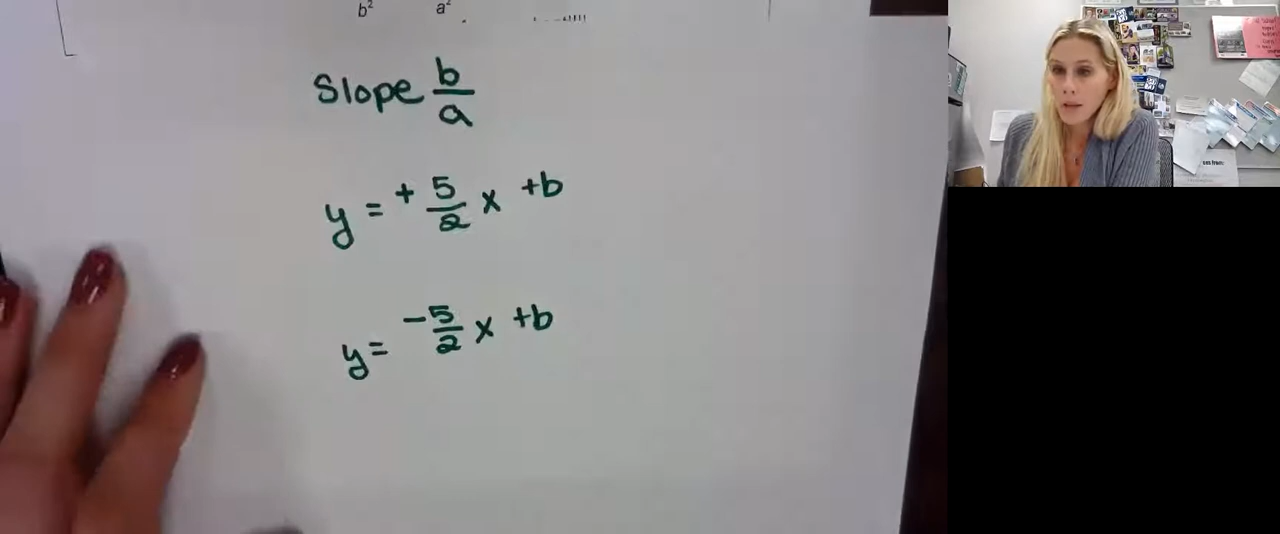 b² a²
Slope b/a
y = + 5/2 x + b
y = - 5/2 x + b